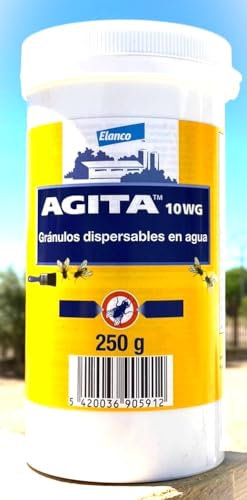 Elanco
AGITA™ 10WG
Gránulos dispersables en agua
250 g
5 420036 905912